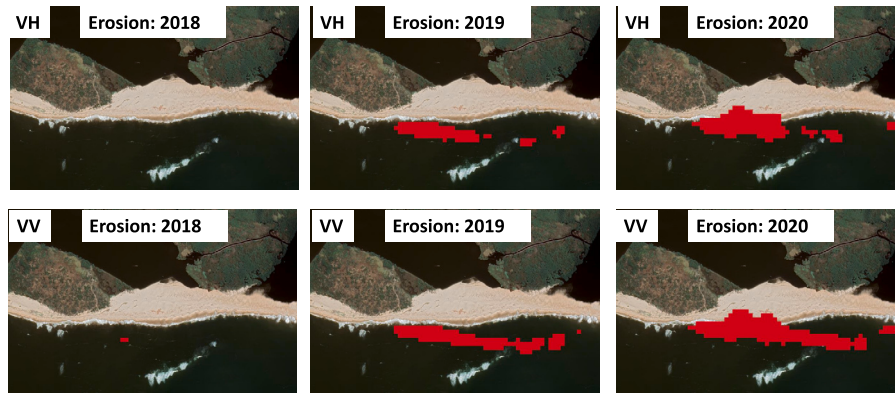 VH Erosion: 2018
VH Erosion: 2019
VH Erosion: 2020
VV Erosion: 2018
VV Erosion: 2019
VV Erosion: 2020